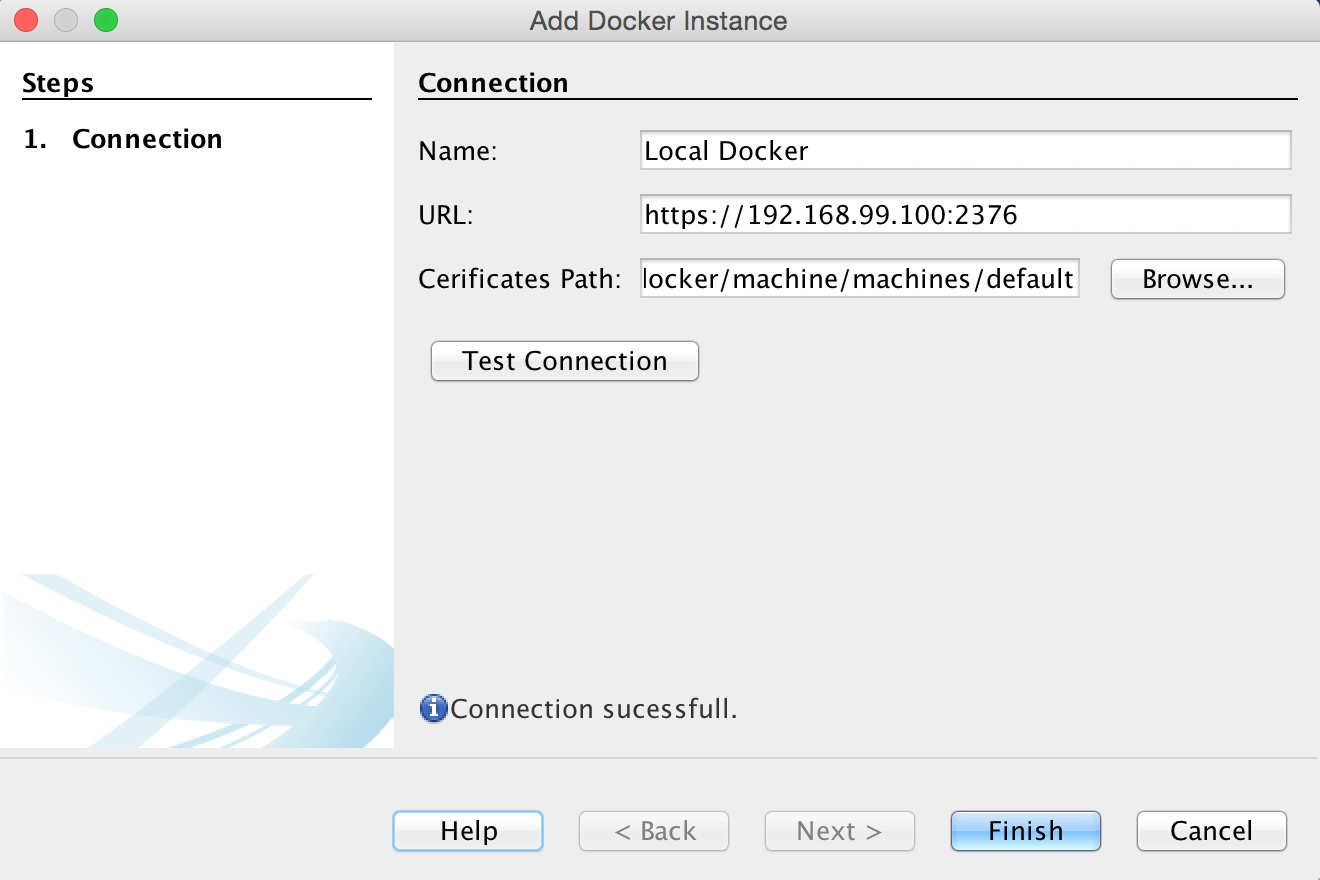 Add Docker Instance
Steps
1. Connection
Connection
Name: Local Docker
URL: https://192.168.99.100:2376
Cerificates Path: locker/machine/machines/default Browse...
Test Connection
Connection sucessfull.
Help < Back Next > Finish Cancel